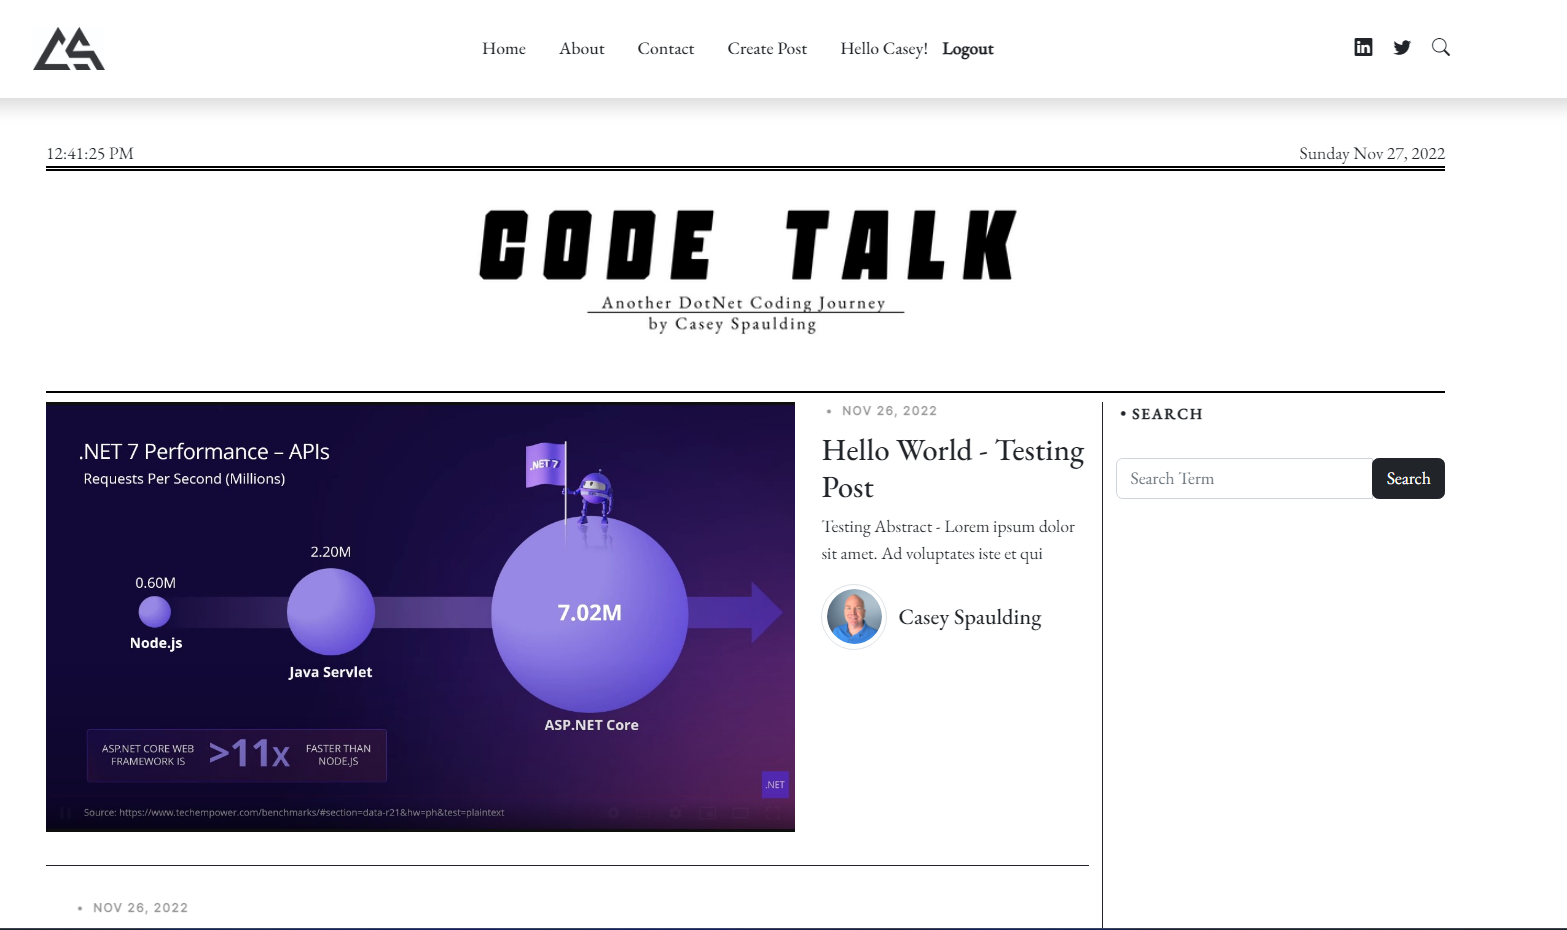 Home About Contact Create Post Hello Casey! Logout
12:41:25 PM
Sunday Nov 27, 2022
CODE TALK
Another DotNet Coding Journey
by Casey Spaulding
.NET 7 Performance – APIs
Requests Per Second (Millions)
.NET 7
0.60M
Node.js
2.20M
Java Servlet
7.02M
ASP.NET Core
ASP.NET CORE WEB
FRAMEWORK IS
>11x
FASTER THAN
NODE.JS
.NET
Source: https://www.techempower.com/benchmarks/#section=data-r21&hw=ph&test=plaintext
• NOV 26, 2022
Hello World - Testing
Post
Testing Abstract - Lorem ipsum dolor
sit amet. Ad voluptates iste et qui
Casey Spaulding
• SEARCH
Search Term
Search
• NOV 26, 2022